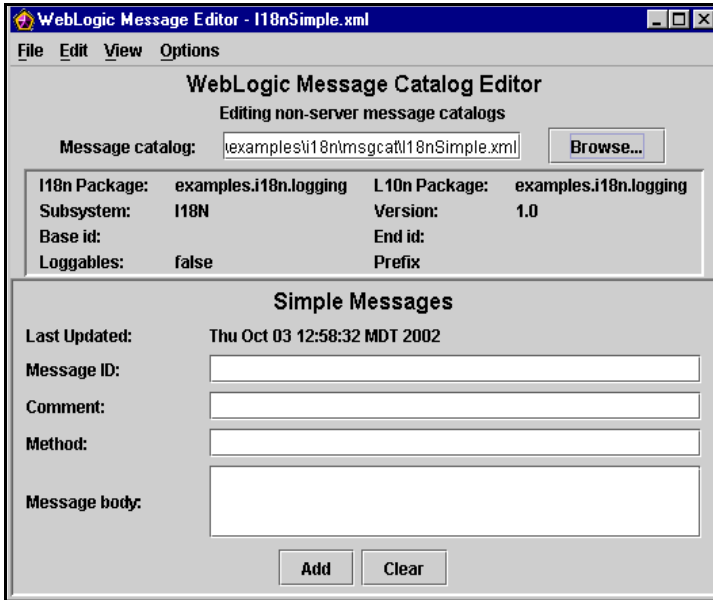 WebLogic Message Editor - I18nSimple.xml
File Edit View Options
WebLogic Message Catalog Editor
Editing non-server message catalogs
Message catalog: \examples\i18n\msgcat\I18nSimple.xml Browse...
I18n Package: examples.i18n.logging L10n Package: examples.i18n.logging
Subsystem: I18N Version: 1.0
Base id: End id:
Loggables: false Prefix
Simple Messages
Last Updated: Thu Oct 03 12:58:32 MDT 2002
Message ID:
Comment:
Method:
Message body:
Add Clear